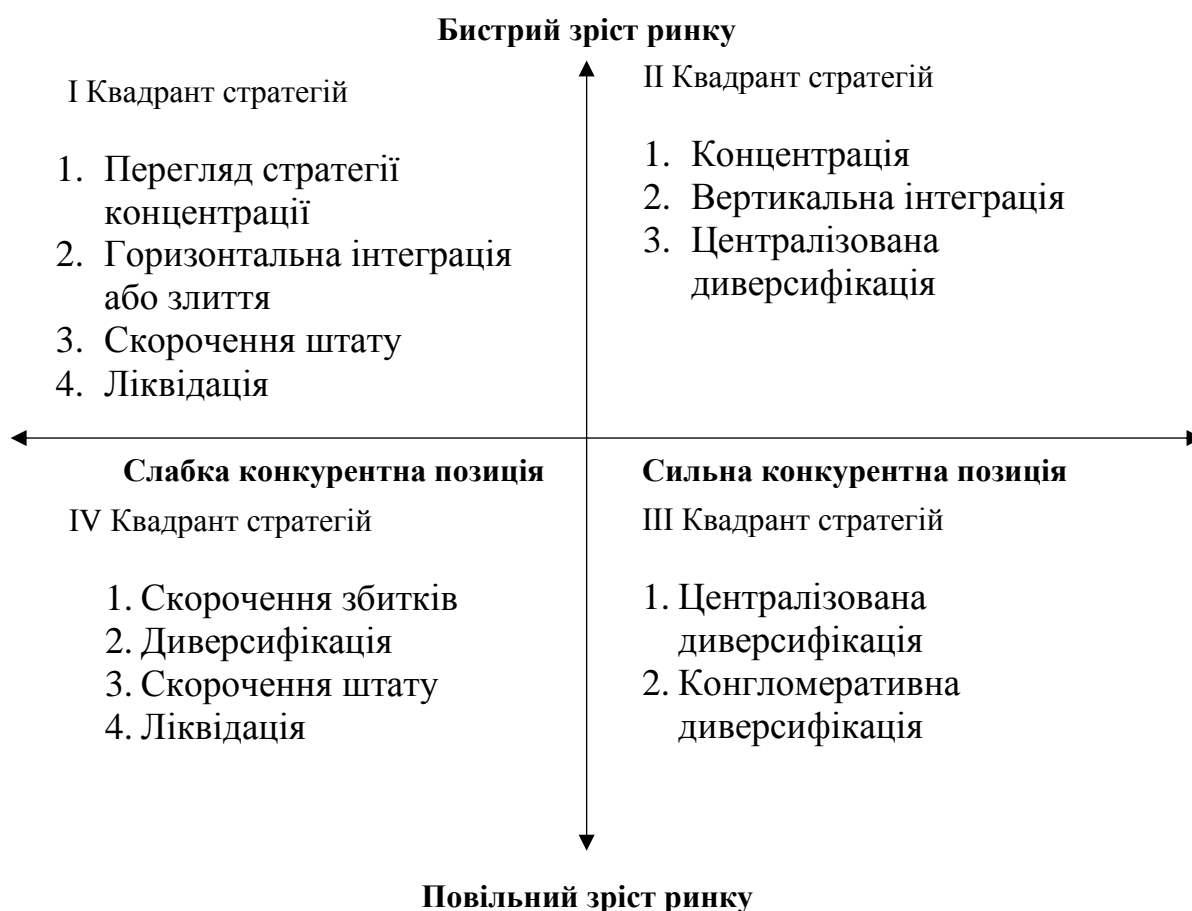 Бистрий зріст ринку
I Квадрант стратегій
1. Перегляд стратегії
концентрації
2. Горизонтальна інтеграція
або злиття
3. Скорочення штату
4. Ліквідація
II Квадрант стратегій
1. Концентрація
2. Вертикальна інтеграція
3. Централізована
диверсифікація
Слабка конкурентна позиція
Сильна конкурентна позиція
IV Квадрант стратегій
1. Скорочення збитків
2. Диверсифікація
3. Скорочення штату
4. Ліквідація
III Квадрант стратегій
1. Централізована
диверсифікація
2. Конгломеративна
диверсифікація
Повільний зріст ринку